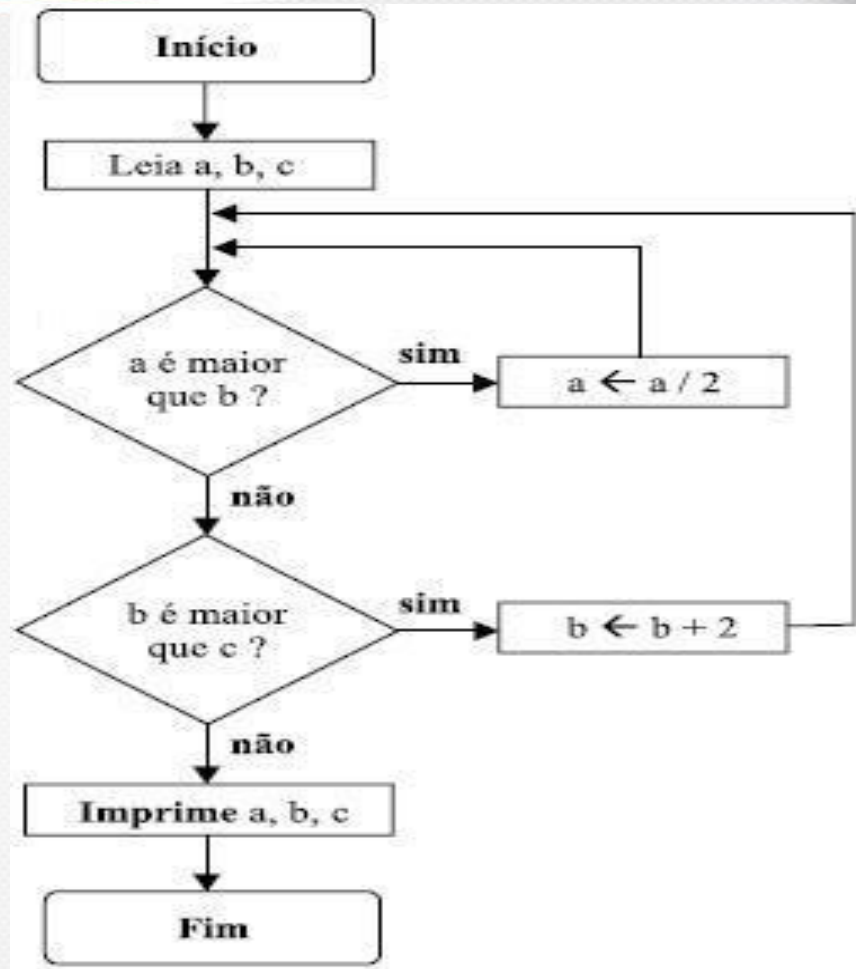 Início
Leia a, b, c
a é maior
que b ?
sim
a ← a / 2
não
b é maior
que c ?
sim
b ← b + 2
não
Imprime a, b, c
Fim